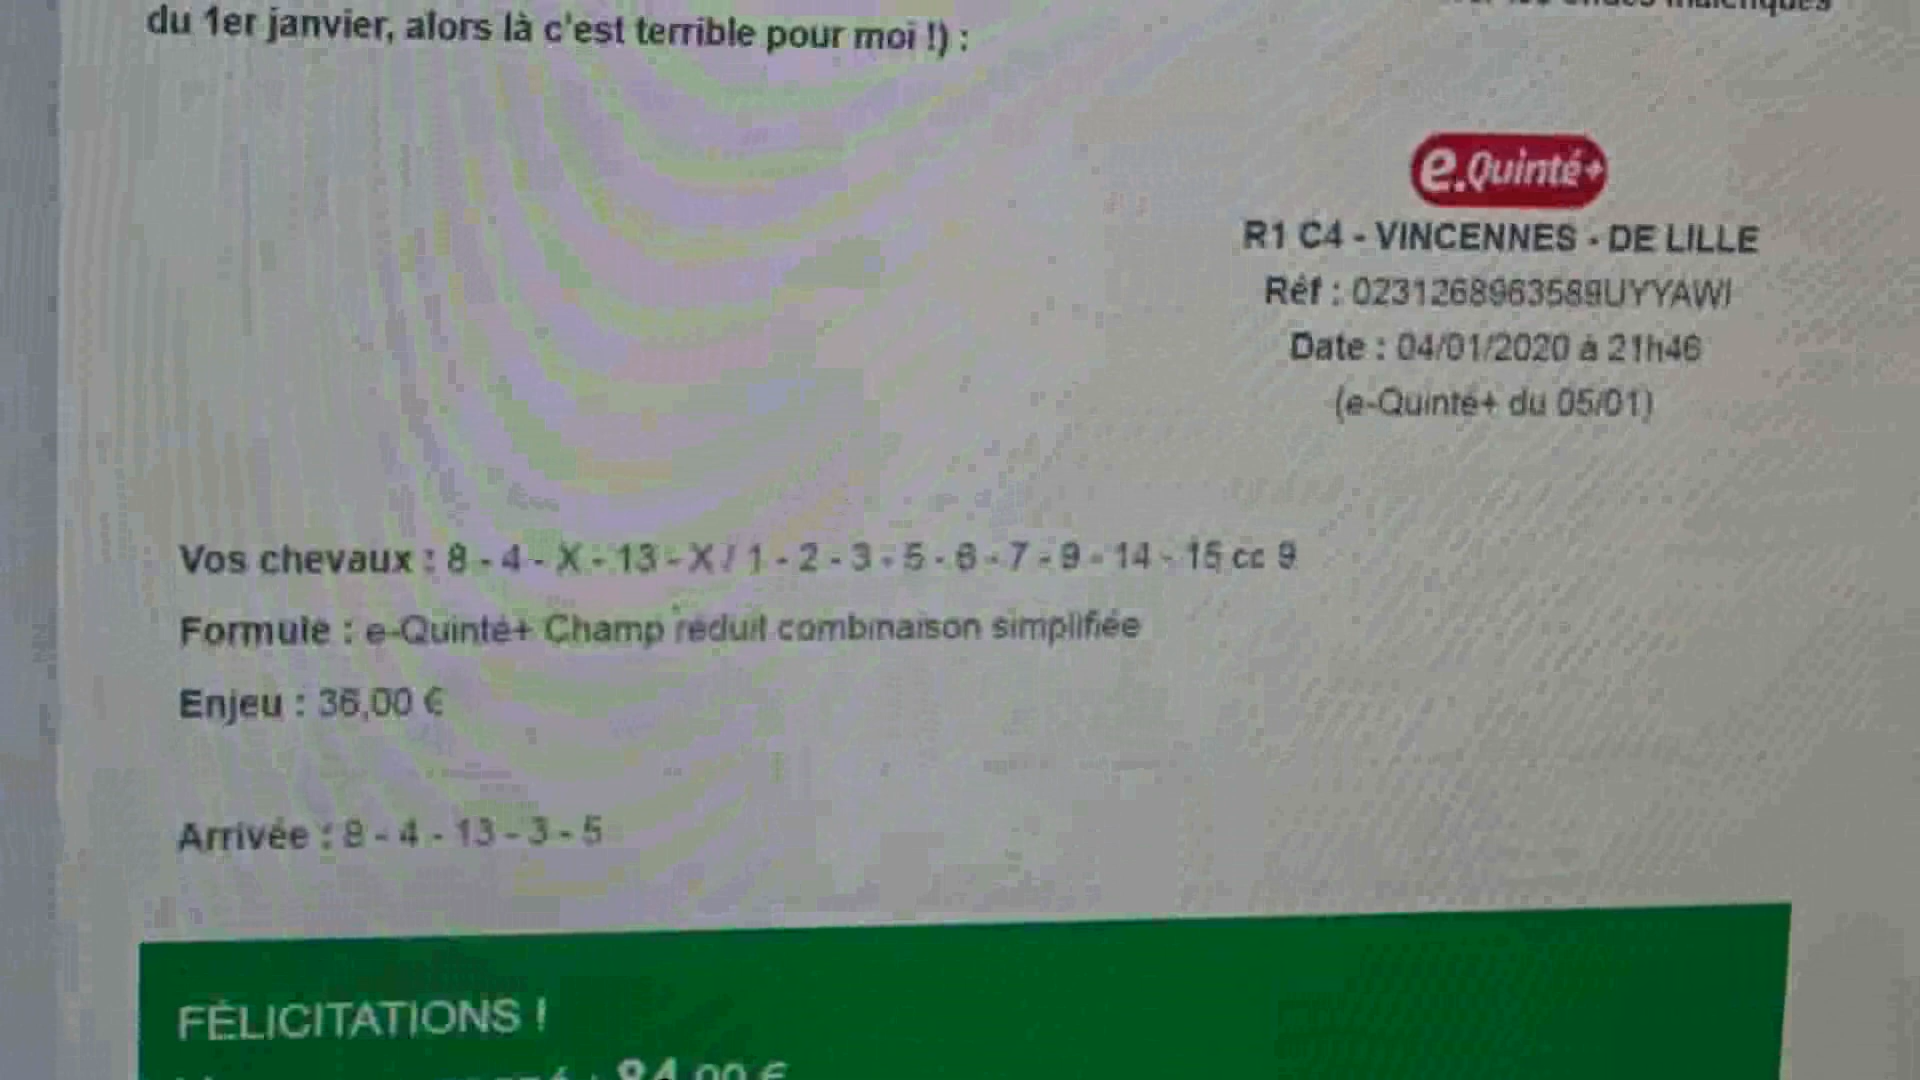 du 1er janvier, alors là c'est terrible pour moi !) :
e.Quinté+
R1 C4 - VINCENNES - DE LILLE
Réf : 0231268963589UYYAWI
Date : 04/01/2020 à 21h46
(e-Quinté+ du 05/01)
Vos chevaux : 8 - 4 - X - 13 - X / 1 - 2 - 3 - 5 - 6 - 7 - 9 - 14 - 15 cc 9
Formule : e-Quinté+ Champ réduit combinaison simplifiée
Enjeu : 36,00 €
Arrivée : 8 - 4 - 13 - 3 - 5
FÉLICITATIONS !